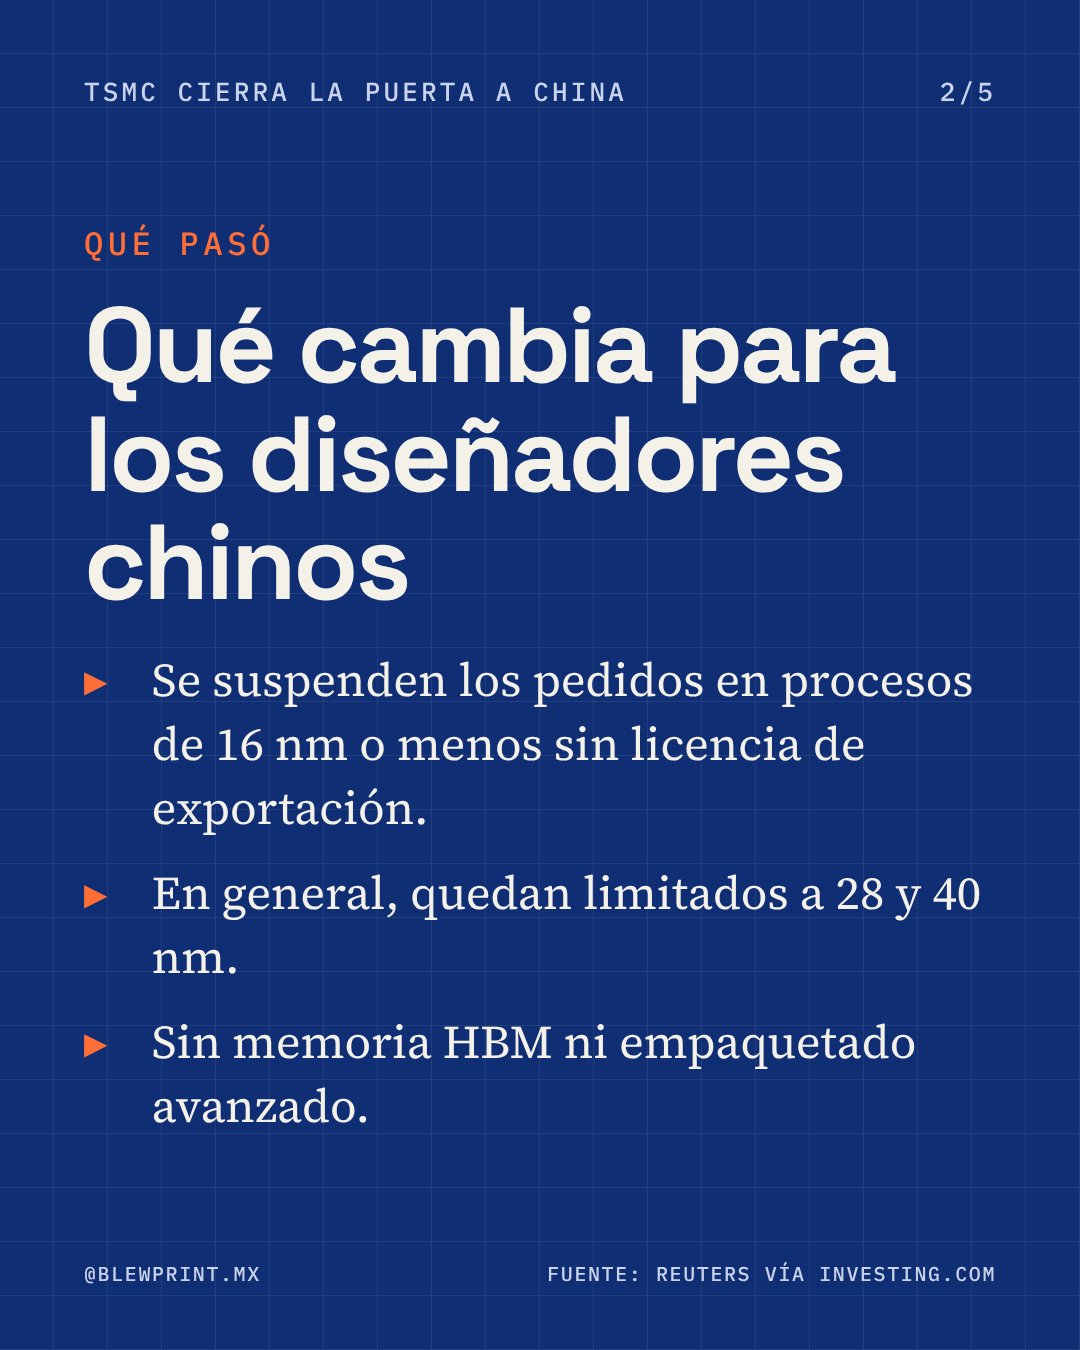 TSMC CIERRA LA PUERTA A CHINA 2/5
QUÉ PASÓ
Qué cambia para
los diseñadores
chinos
► Se suspenden los pedidos en procesos
de 16 nm o menos sin licencia de
exportación.
► En general, quedan limitados a 28 y 40
nm.
► Sin memoria HBM ni empaquetado
avanzado.
@BLEWPRINT.MX FUENTE: REUTERS VÍA INVESTING.COM